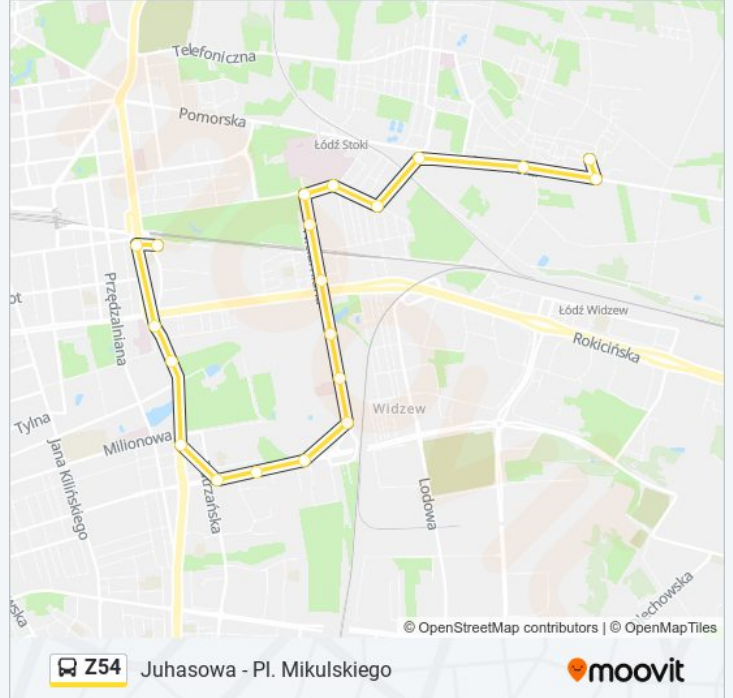 Telefoniczna
Pomorska
Łódź Stoki
Przędzalniana
ot
Łódź Widzew
Rokicińska
Widzew
Tylna
Milionowa
Jana Kilińskiego
Lodowa
© OpenStreetMap contributors | © OpenMapTiles
Z54 Juhasowa - Pl. Mikulskiego
moovit